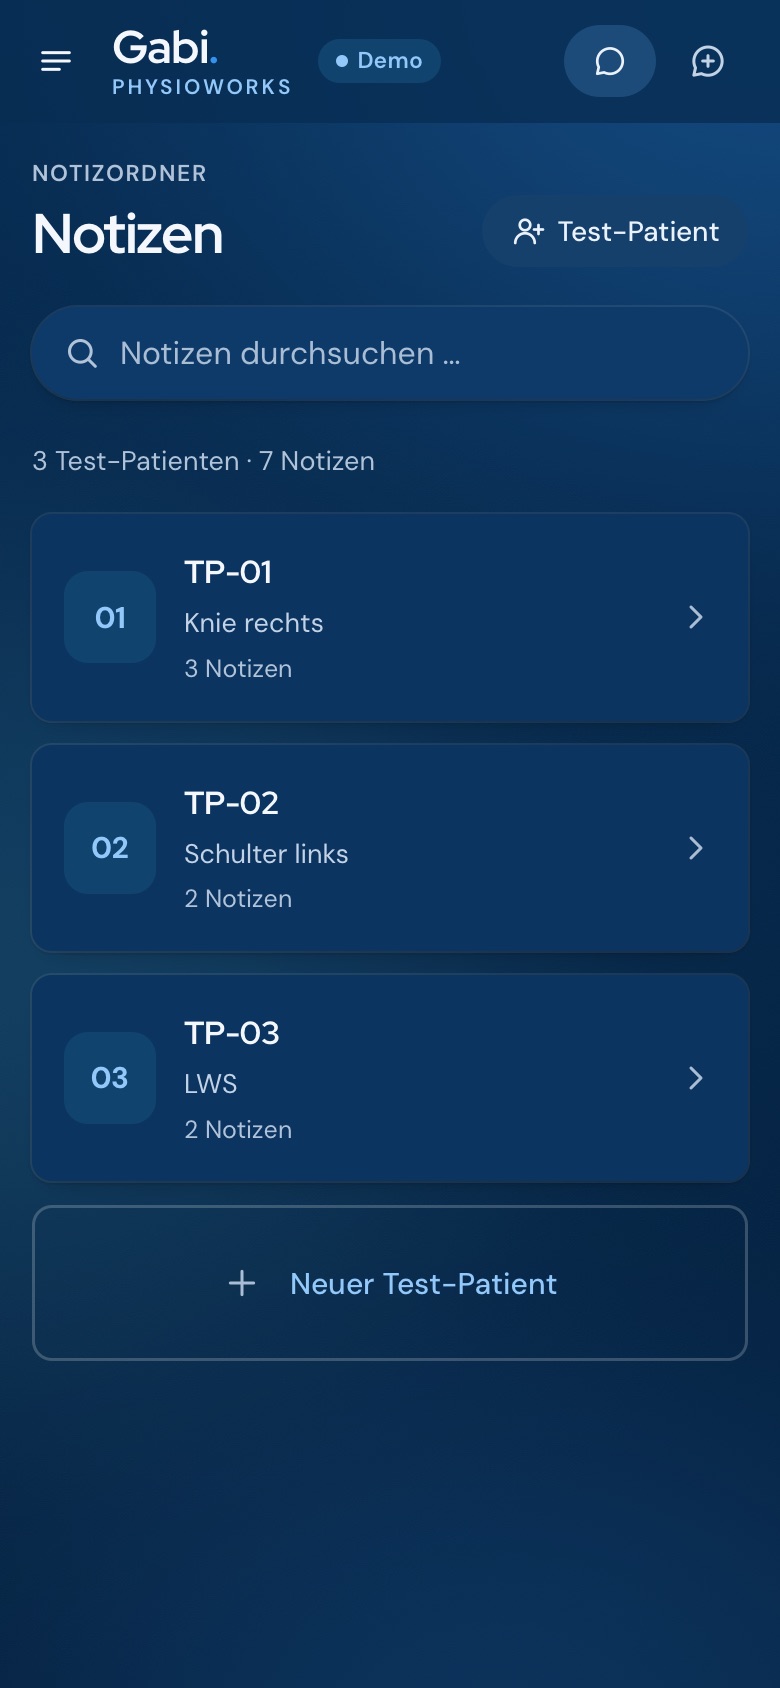 Gabi.
PHYSIOWORKS
Demo
NOTIZORDNER
Notizen
Test-Patient
Notizen durchsuchen ...
3 Test-Patienten · 7 Notizen
01
TP-01
Knie rechts
3 Notizen
02
TP-02
Schulter links
2 Notizen
03
TP-03
LWS
2 Notizen
Neuer Test-Patient